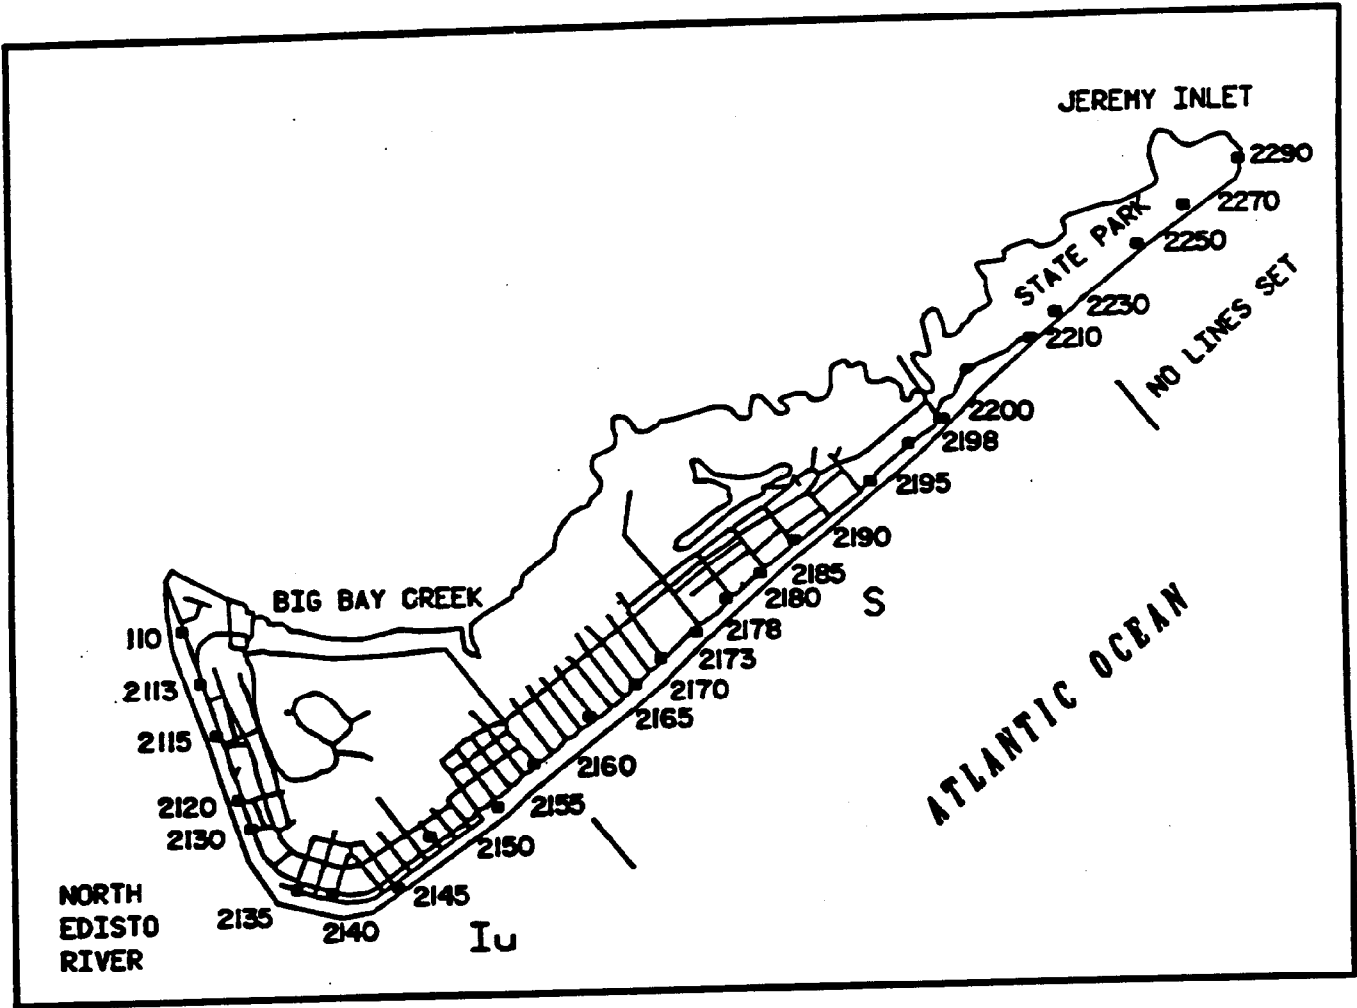 JEREMY INLET
2290
2270
STATE PARK
2250
2230
NO LINES SET
2210
2200
2198
2195
2190
2185
2180
S
2178
2173
2170
2165
2160
2155
2150
2145
2140
2135
BIG BAY CREEK
110
2113
2115
2120
2130
NORTH
EDISTO
RIVER
Iu
ATLANTIC OCEAN